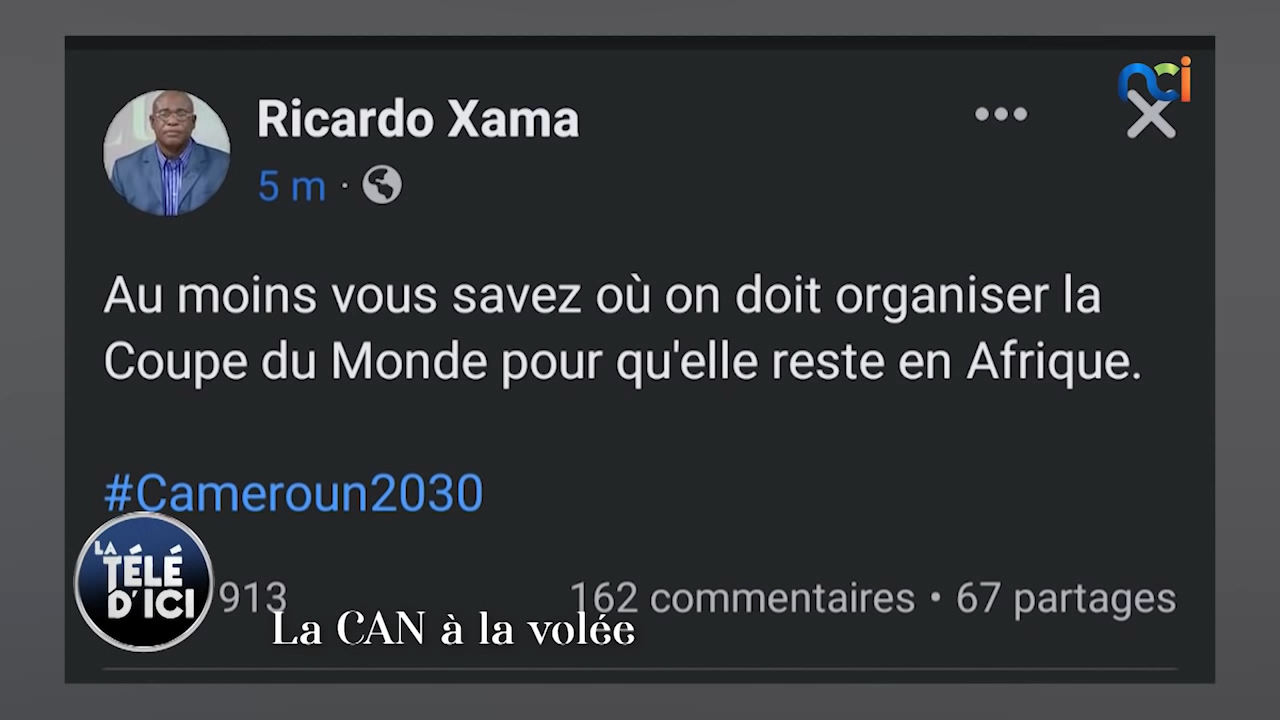 nci
Ricardo Xama
5 m ·
Au moins vous savez où on doit organiser la
Coupe du Monde pour qu'elle reste en Afrique.
#Cameroun2030
913
162 commentaires • 67 partages
LA
TÉLÉ
D'ICI
La CAN à la volée